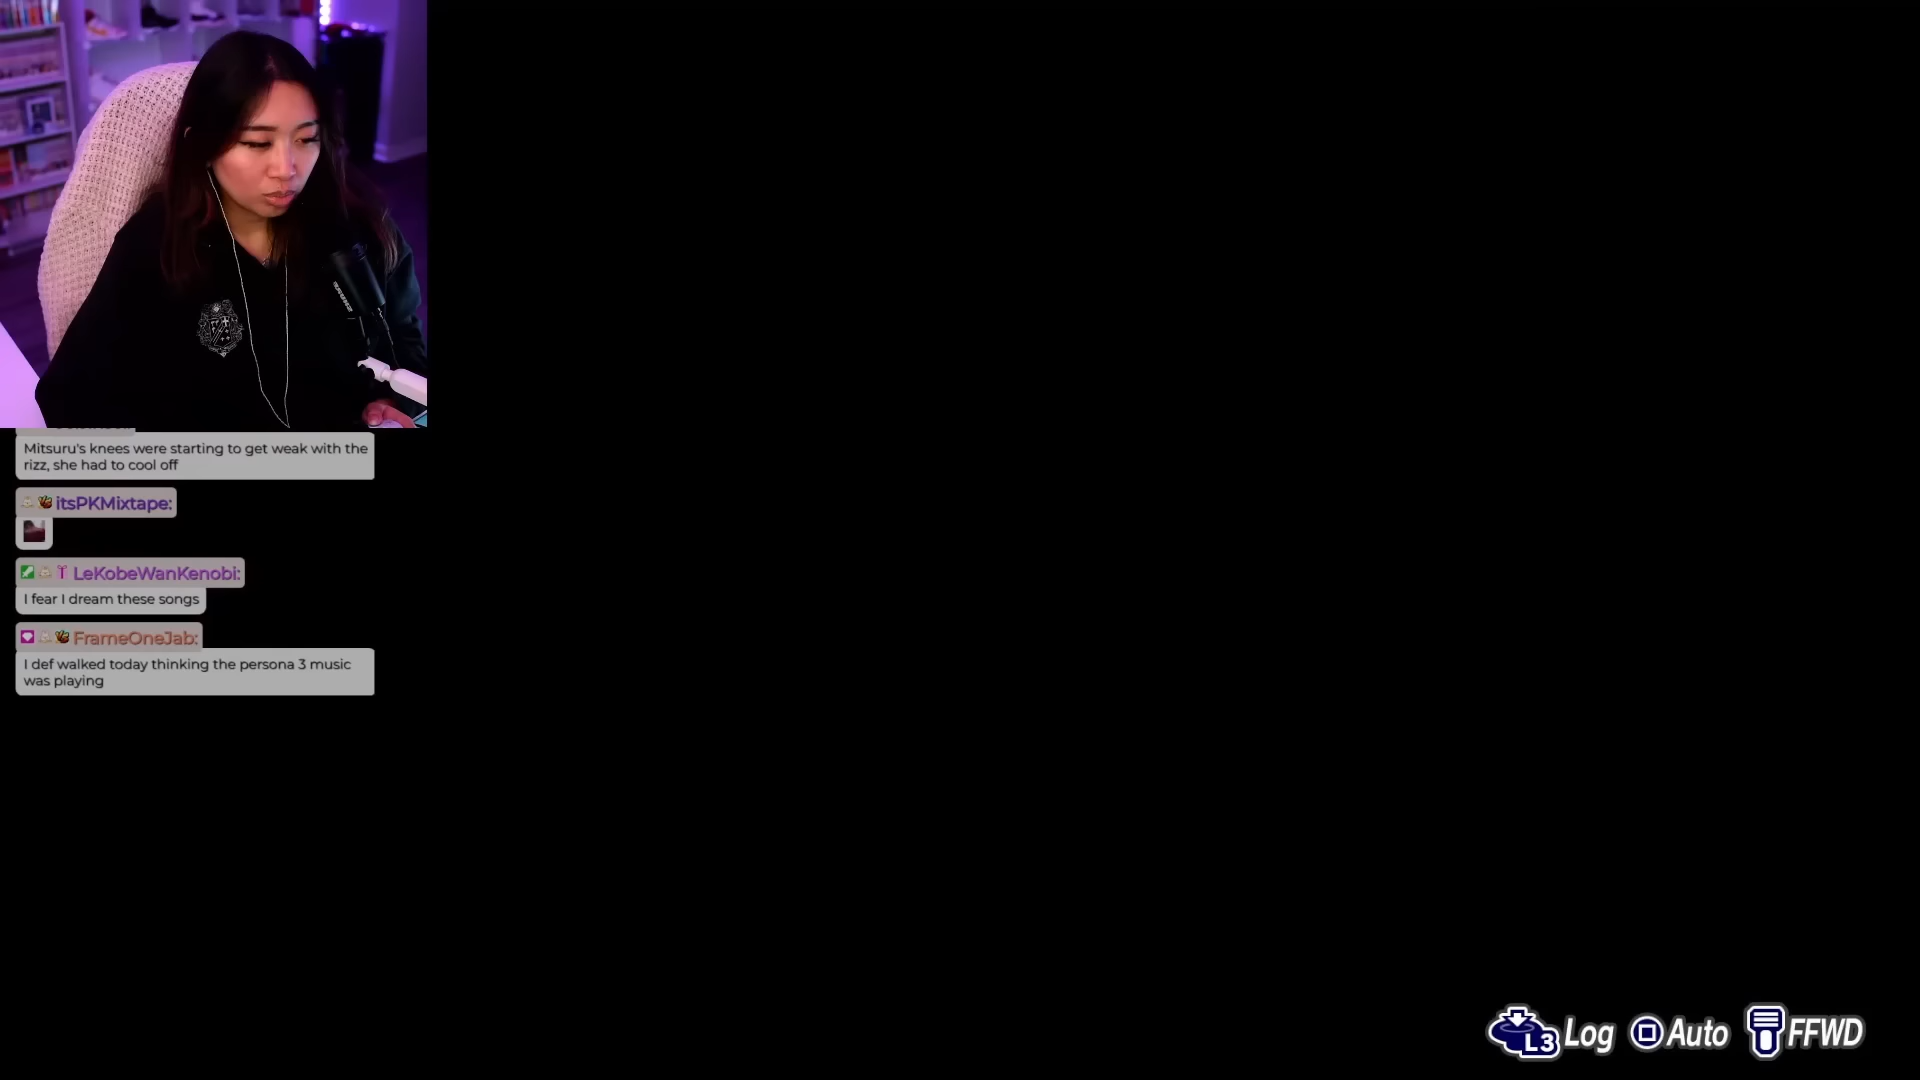 Mitsuru's knees were starting to get weak with the
rizz, she had to cool off
itsPKMixtape:
LeKobeWanKenobi:
I fear I dream these songs
FrameOneJab:
I def walked today thinking the persona 3 music
was playing
L3 Log Auto FFWD